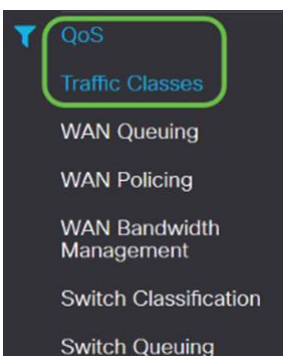 QoS
Traffic Classes
WAN Queuing
WAN Policing
WAN Bandwidth
Management
Switch Classification
Switch Queuing